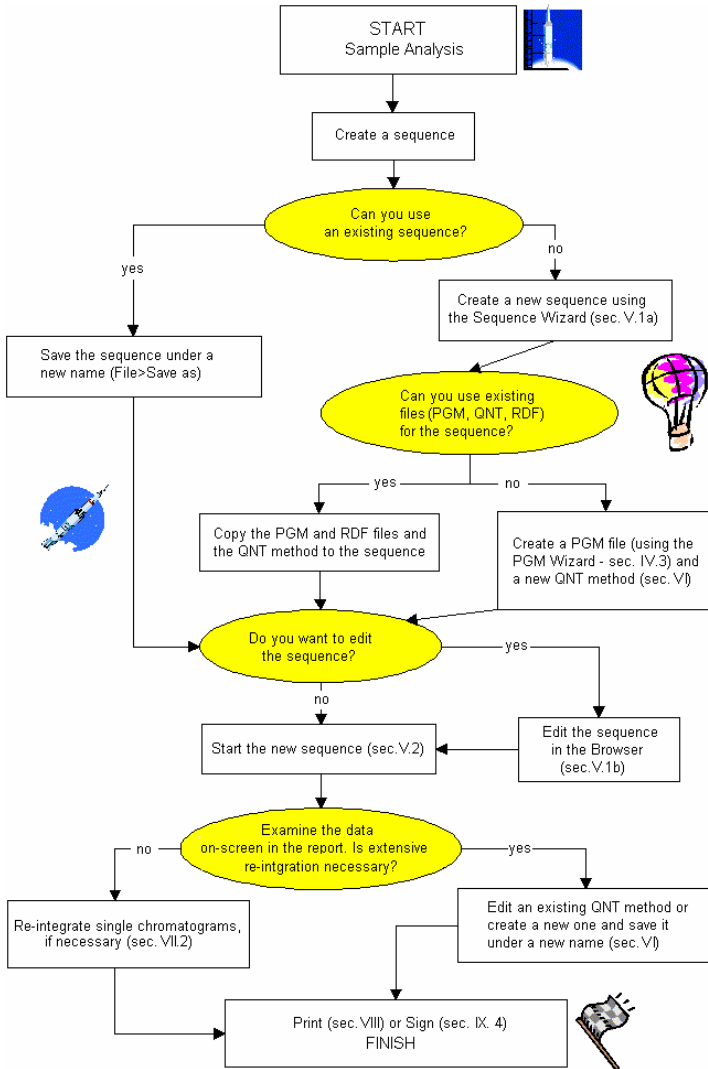 START
Sample Analysis
Create a sequence
Can you use
an existing sequence?
yes
no
Create a new sequence using
the Sequence Wizard (sec. V.1a)
Save the sequence under a
new name (File>Save as)
Can you use existing
files (PGM, QNT, RDF)
for the sequence?
yes
no
Copy the PGM and RDF files and
the QNT method to the sequence
Create a PGM file (using the
PGM Wizard - sec. IV.3) and
a new QNT method (sec. VI)
Do you want to edit
the sequence?
yes
no
Start the new sequence (sec.V.2)
Edit the sequence
in the Browser
(sec.V.1b)
Examine the data
on-screen in the report. Is extensive
re-intgration necessary?
no
yes
Re-integrate single chromatograms,
if necessary (sec. VII.2)
Edit an existing QNT method or
create a new one and save it
under a new name (sec. VI)
Print (sec. VIII) or Sign (sec. IX. 4)
FINISH